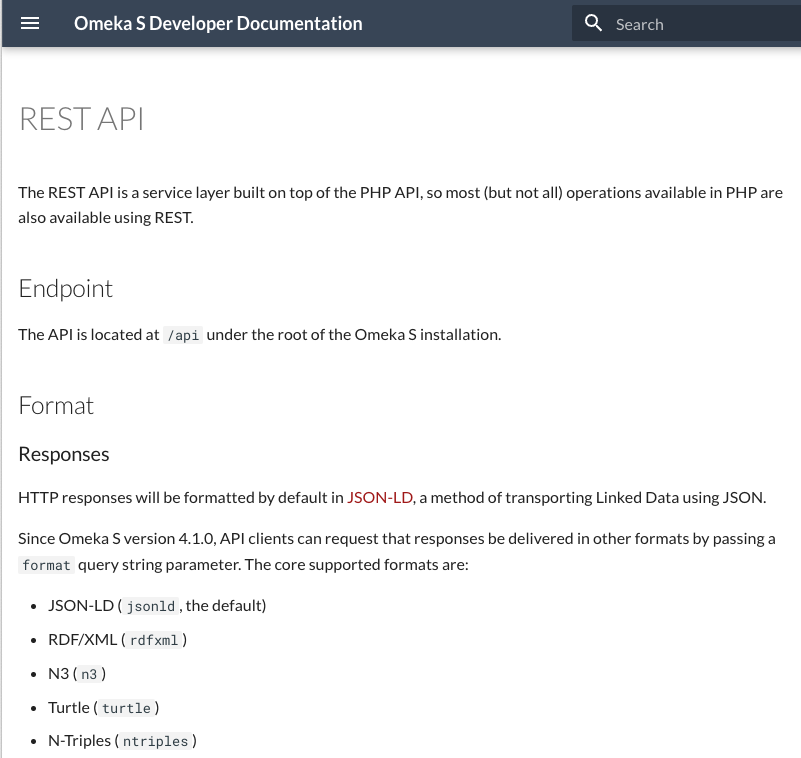 Omeka S Developer Documentation
Search
REST API
The REST API is a service layer built on top of the PHP API, so most (but not all) operations available in PHP are
also available using REST.
Endpoint
The API is located at /api under the root of the Omeka S installation.
Format
Responses
HTTP responses will be formatted by default in JSON-LD, a method of transporting Linked Data using JSON.
Since Omeka S version 4.1.0, API clients can request that responses be delivered in other formats by passing a
format query string parameter. The core supported formats are:
• JSON-LD ( jsonld , the default)
• RDF/XML ( rdfxml )
• N3 ( n3 )
• Turtle ( turtle )
• N-Triples ( ntriples )